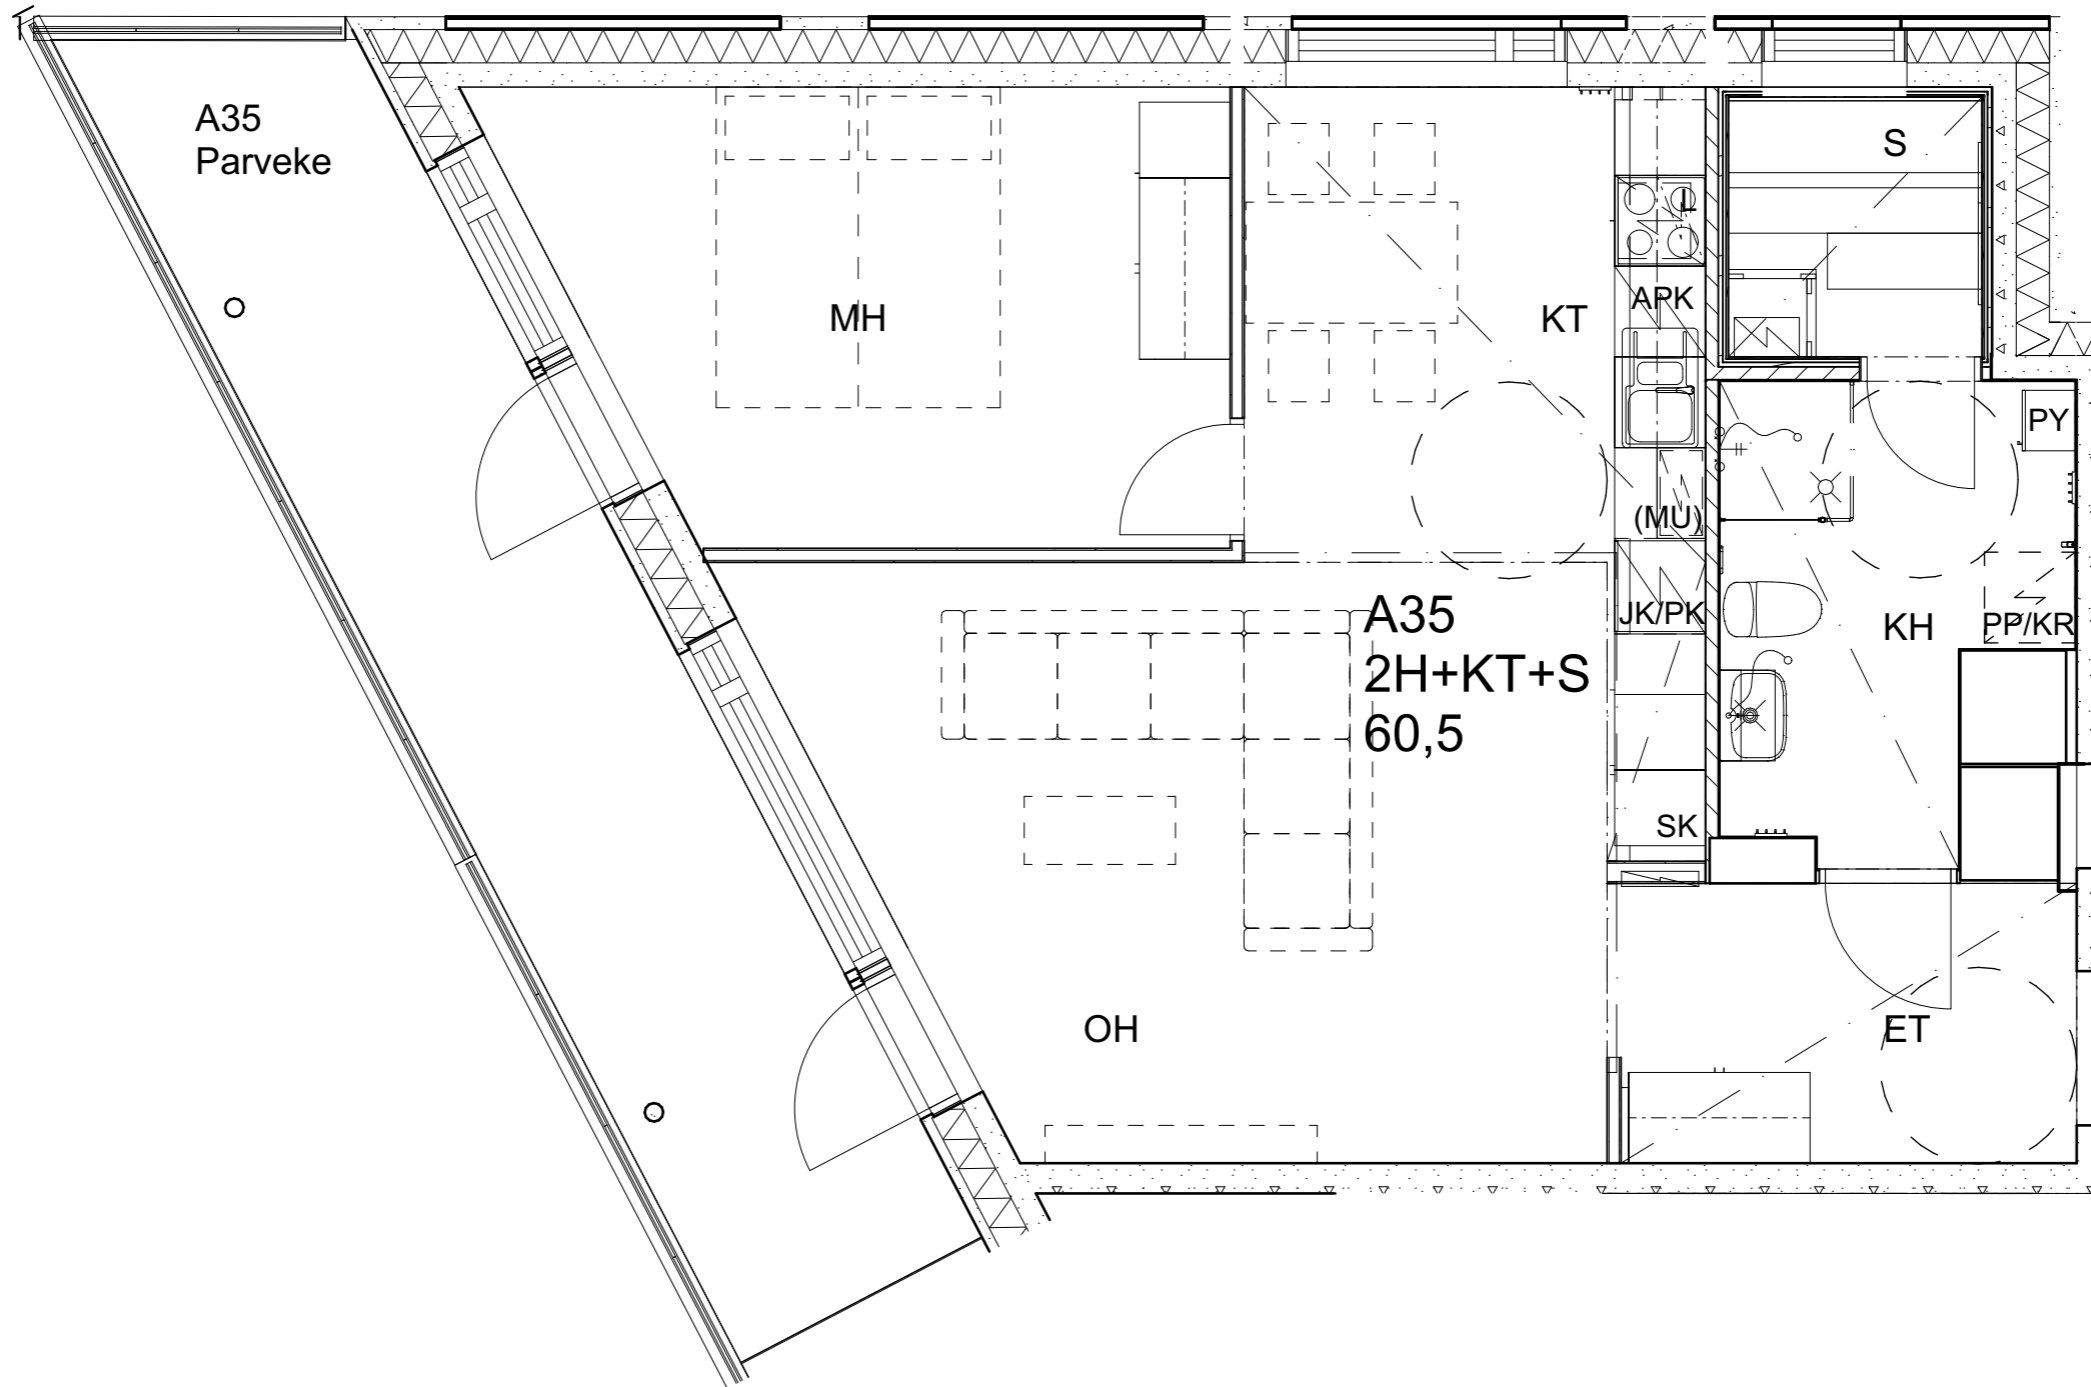 A35
Parveke
S
L
APK
MH
KT
PY
(MU)
JK/PK
KH
PP/KR
A35
2H+KT+S
60,5
SK
OH
ET